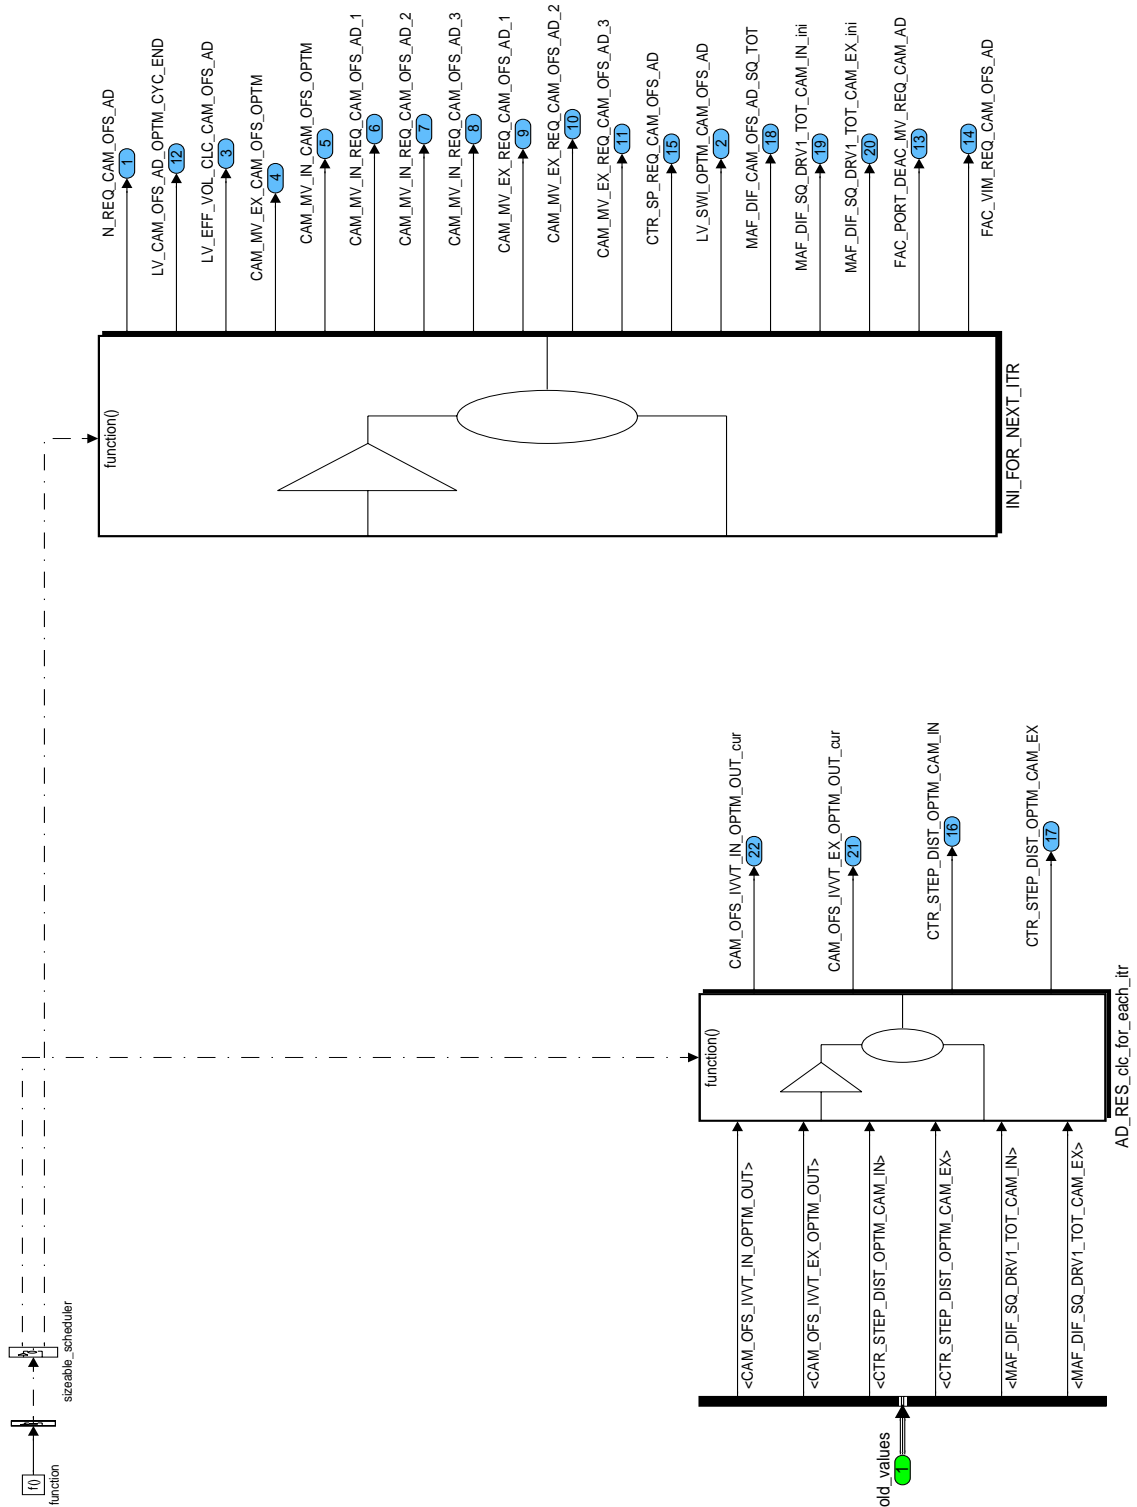 f()
function
sizeable_scheduler
function()
INI_FOR_NEXT_ITR
N_REQ_CAM_OFS_AD
1
LV_CAM_OFS_AD_OPTM_CYC_END
12
LV_EFF_VOL_CLC_CAM_OFS_AD
3
CAM_MV_EX_CAM_OFS_OPTM
4
CAM_MV_IN_CAM_OFS_OPTM
5
CAM_MV_IN_REQ_CAM_OFS_AD_1
6
CAM_MV_IN_REQ_CAM_OFS_AD_2
7
CAM_MV_IN_REQ_CAM_OFS_AD_3
8
CAM_MV_EX_REQ_CAM_OFS_AD_1
9
CAM_MV_EX_REQ_CAM_OFS_AD_2
10
CAM_MV_EX_REQ_CAM_OFS_AD_3
11
CTR_SP_REQ_CAM_OFS_AD
15
LV_SWI_OPTM_CAM_OFS_AD
2
MAF_DIF_CAM_OFS_AD_SQ_TOT
18
MAF_DIF_SQ_DRV1_TOT_CAM_IN_ini
19
MAF_DIF_SQ_DRV1_TOT_CAM_EX_ini
20
FAC_PORT_DEAC_MV_REQ_CAM_AD
13
FAC_VIM_REQ_CAM_OFS_AD
14
old_values
1
<CAM_OFS_IVVT_IN_OPTM_OUT>
<CAM_OFS_IVVT_EX_OPTM_OUT>
<CTR_STEP_DIST_OPTM_CAM_IN>
<CTR_STEP_DIST_OPTM_CAM_EX>
<MAF_DIF_SQ_DRV1_TOT_CAM_IN>
<MAF_DIF_SQ_DRV1_TOT_CAM_EX>
function()
AD_RES_clc_for_each_itr
CAM_OFS_IVVT_IN_OPTM_OUT_cur
22
CAM_OFS_IVVT_EX_OPTM_OUT_cur
21
CTR_STEP_DIST_OPTM_CAM_IN
16
CTR_STEP_DIST_OPTM_CAM_EX
17